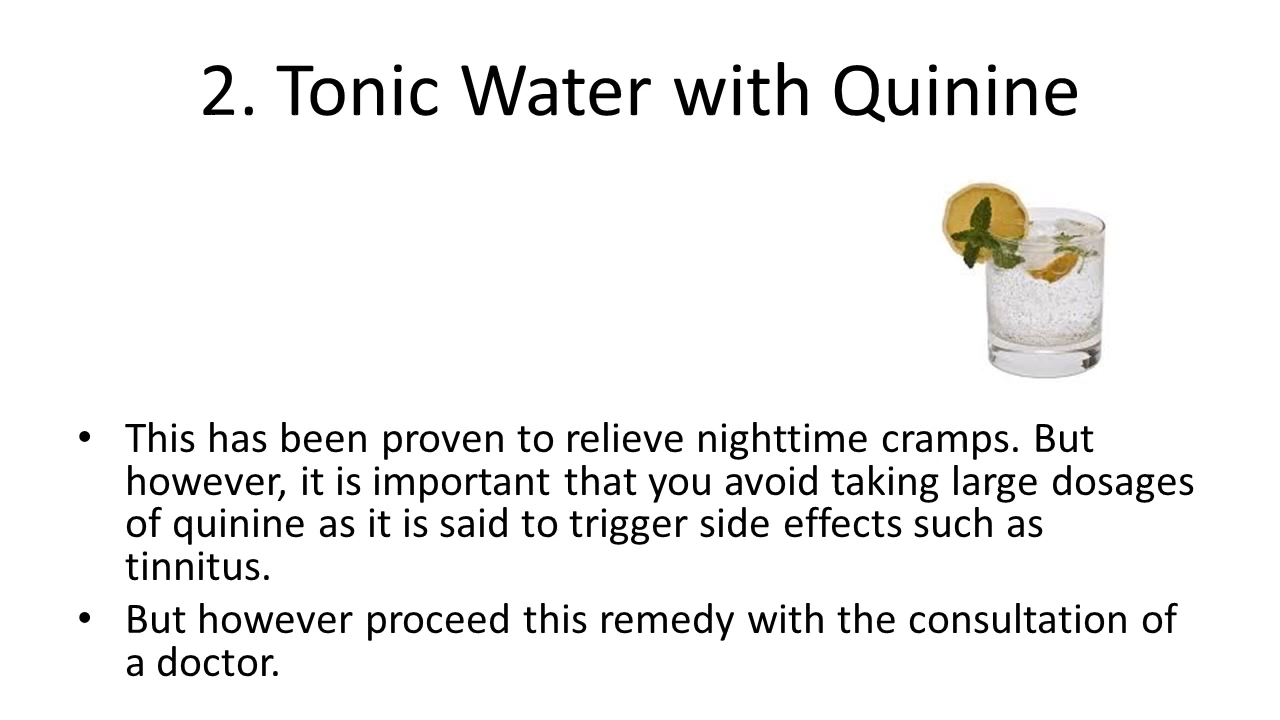 2. Tonic Water with Quinine
• This has been proven to relieve nighttime cramps. But
however, it is important that you avoid taking large dosages
of quinine as it is said to trigger side effects such as
tinnitus.
• But however proceed this remedy with the consultation of
a doctor.